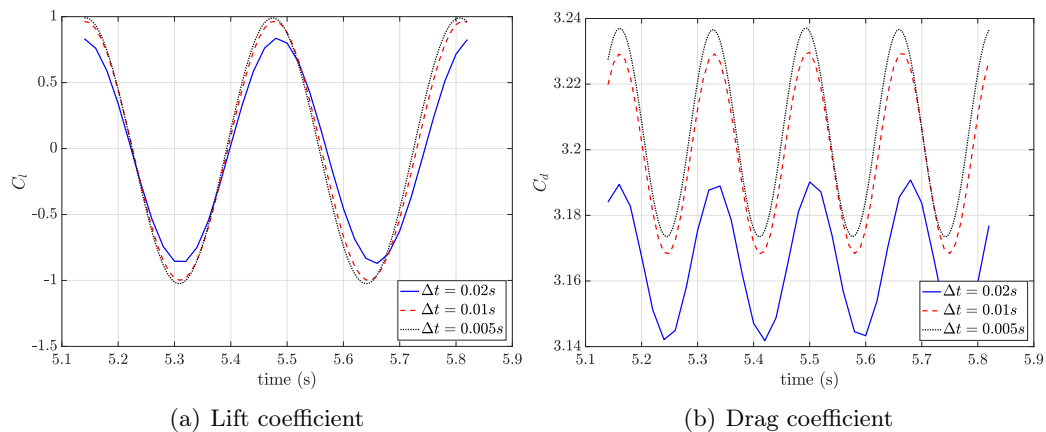 1
0.5
0
-0.5
-1
-1.5
C_l
5.1 5.2 5.3 5.4 5.5 5.6 5.7 5.8 5.9
time (s)
Δt = 0.02s
Δt = 0.01s
Δt = 0.005s
(a) Lift coefficient
3.24
3.22
3.2
3.18
3.16
3.14
C_d
5.1 5.2 5.3 5.4 5.5 5.6 5.7 5.8 5.9
time (s)
Δt = 0.02s
Δt = 0.01s
Δt = 0.005s
(b) Drag coefficient